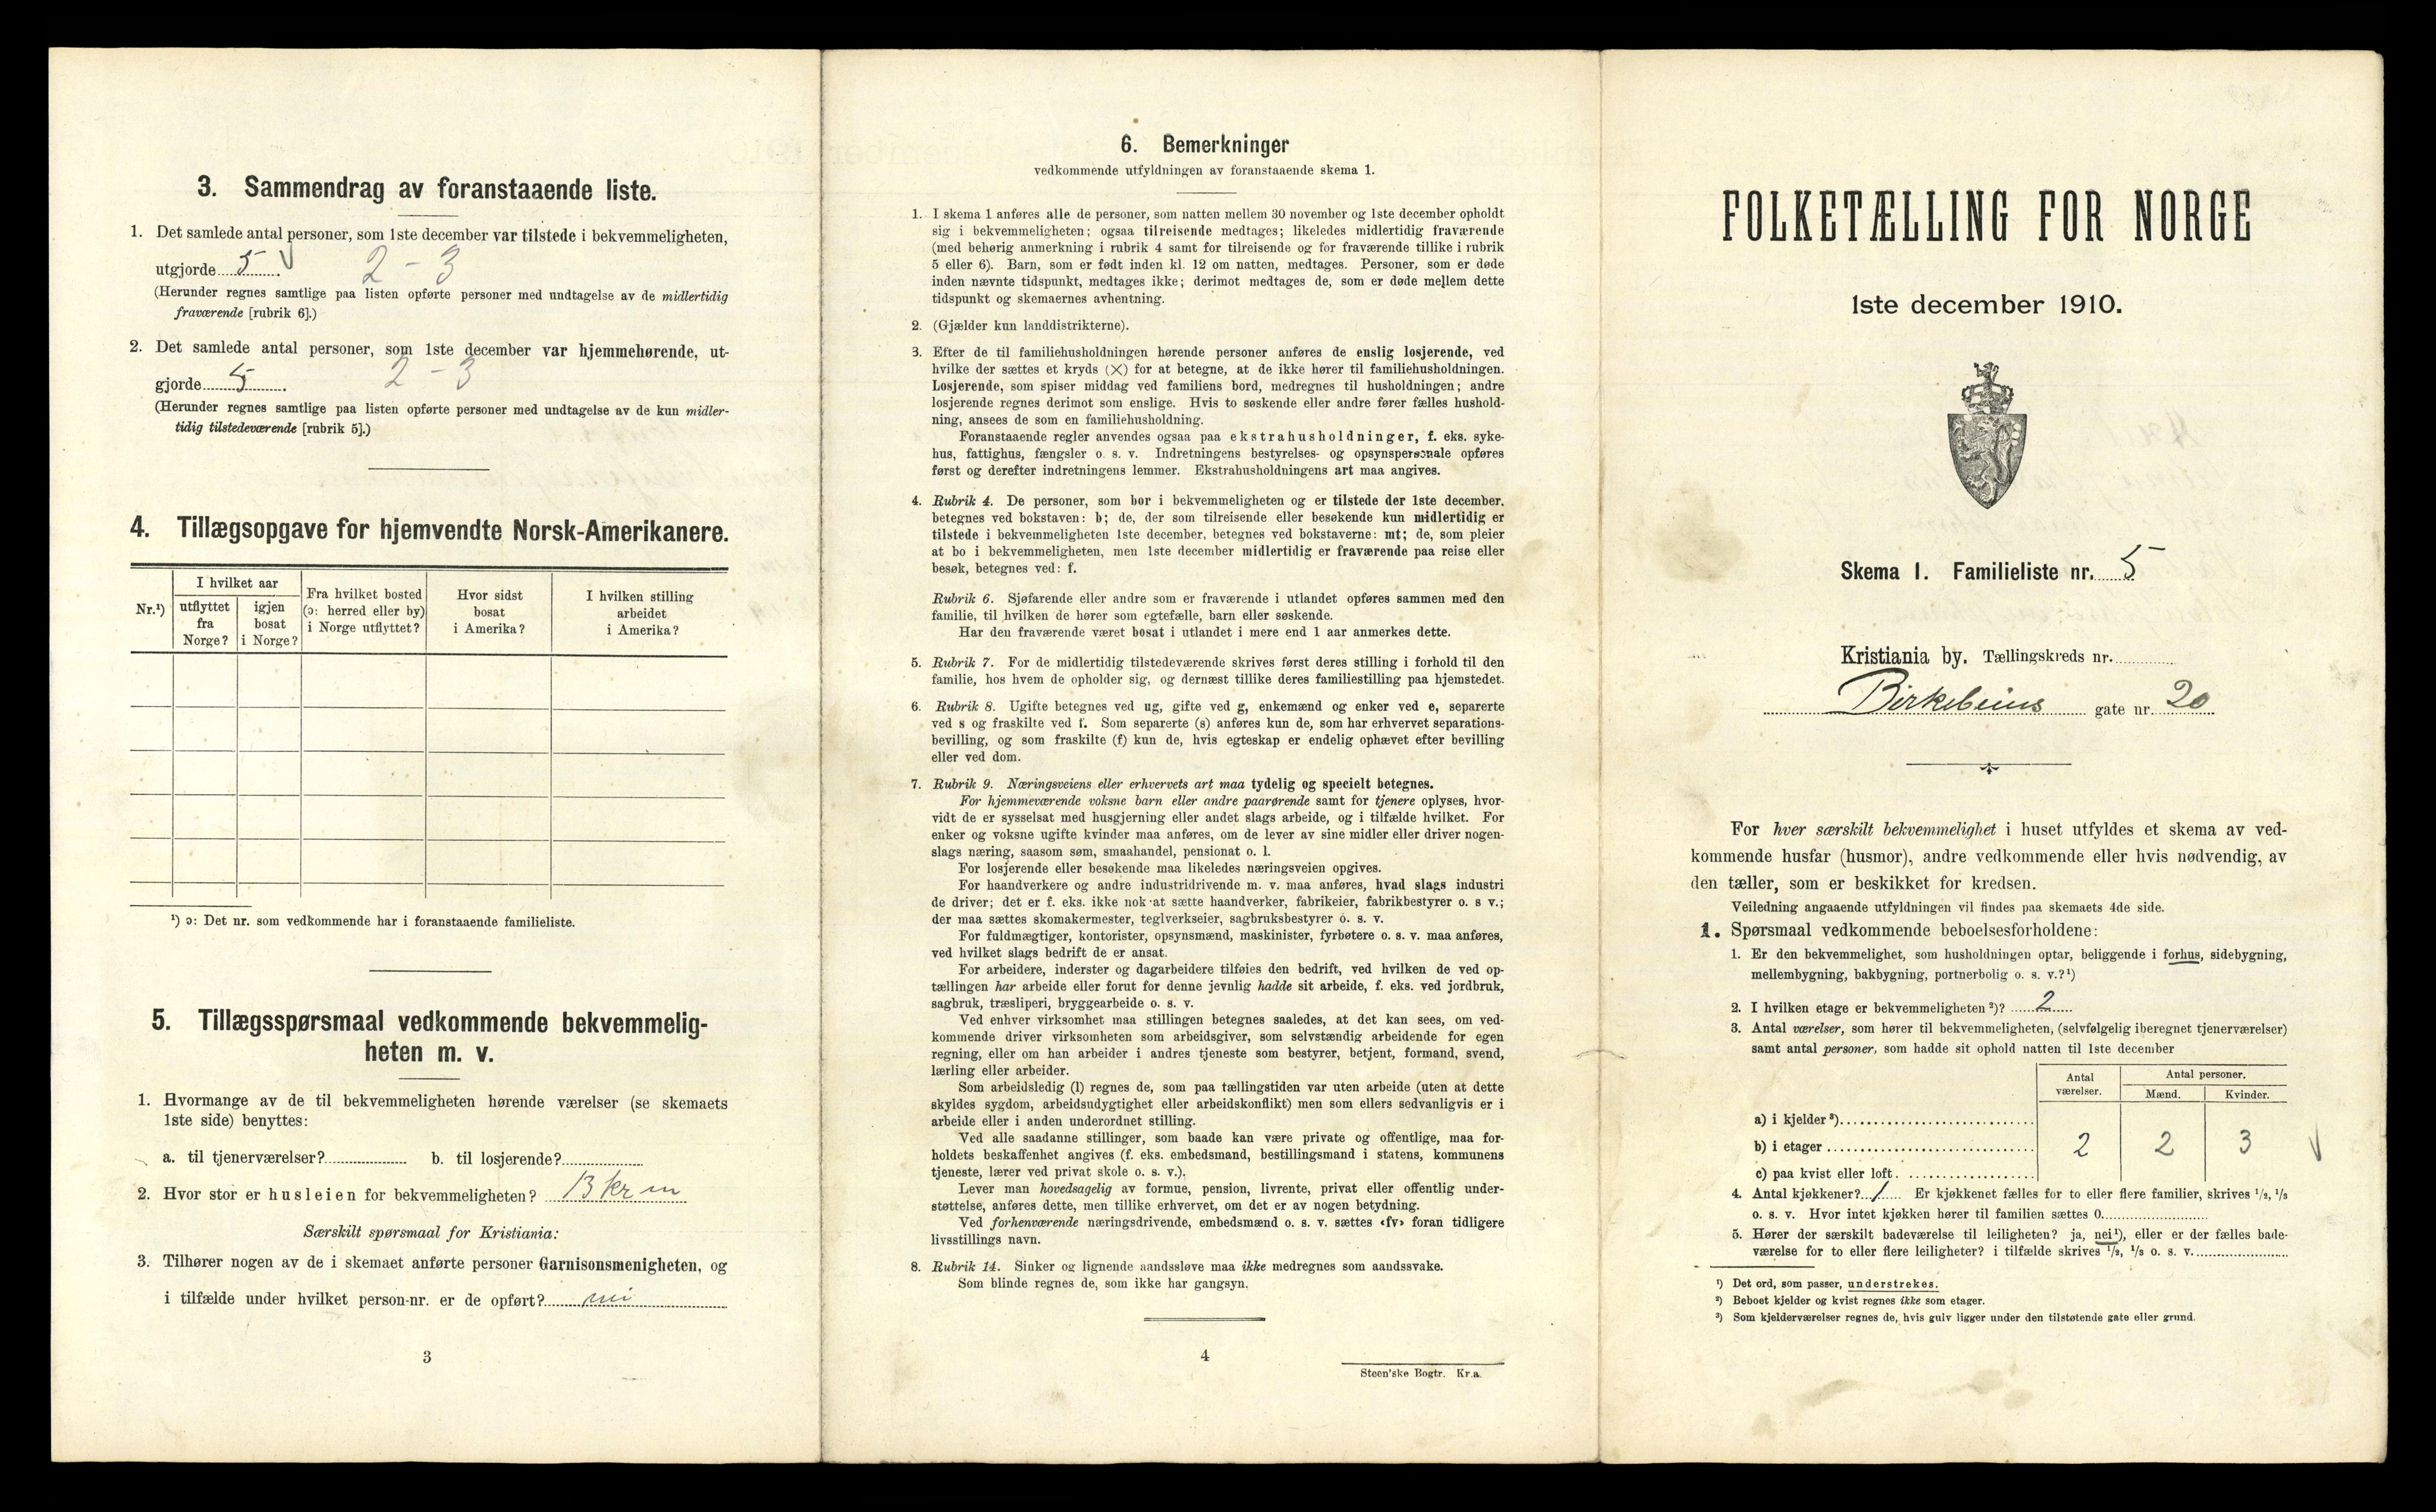 3. Sammendrag av foranstaaende liste.
1. Det samlede antal personer, som 1ste december var tilstede i bekvemmeligheten,
utgjorde 5 2 - 3
(Herunder regnes samtlige paa listen opførte personer med undtagelse av de midlertidig
fraværende [rubrik 6].)
2. Det samlede antal personer, som 1ste december var hjemmehørende, ut-
gjorde 5 2 - 3
(Herunder regnes samtlige paa listen opførte personer med undtagelse av de kun midler-
tidig tilstedeværende [rubrik 5].)
4. Tillægsopgave for hjemvendte Norsk-Amerikanere.
Nr.¹)
I hvilket aar
utflyttet fra Norge?
igjen bosat i Norge?
Fra hvilket bosted (ɔ: herred eller by) i Norge utflyttet?
Hvor sidst bosat i Amerika?
I hvilken stilling arbeidet i Amerika?
¹) ɔ: Det nr. som vedkommende har i foranstaaende familieliste.
5. Tillægsspørsmaal vedkommende bekvemmelig-
heten m. v.
1. Hvormange av de til bekvemmeligheten hørende værelser (se skemaets
1ste side) benyttes:
a. til tjenerværelser? b. til losjerende?
2. Hvor stor er husleien for bekvemmeligheten? 13 kr m
Særskilt spørsmaal for Kristiania:
3. Tilhører nogen av de i skemaet anførte personer Garnisonsmenigheten, og
i tilfælde under hvilket person-nr. er de opført? nei
3
6. Bemerkninger
vedkommende utfyldningen av foranstaaende skema 1.
1. I skema 1 anføres alle de personer, som natten mellem 30 november og 1ste december opholdt
sig i bekvemmeligheten; ogsaa tilreisende medtages; likeledes midlertidig fraværende
(med behørig anmerkning i rubrik 4 samt for tilreisende og for fraværende tillike i rubrik
5 eller 6). Barn, som er født inden kl. 12 om natten, medtages. Personer, som er døde
inden nævnte tidspunkt, medtages ikke; derimot medtages de, som er døde mellem dette
tidspunkt og skemaernes avhentning.
2. (Gjælder kun landdistrikterne).
3. Efter de til familiehusholdningen hørende personer anføres de enslig losjerende, ved
hvilke der sættes et kryds (×) for at betegne, at de ikke hører til familiehusholdningen.
Losjerende, som spiser middag ved familiens bord, medregnes til husholdningen; andre
losjerende regnes derimot som enslige. Hvis to søskende eller andre fører fælles hushold-
ning, ansees de som en familiehusholdning.
Foranstaaende regler anvendes ogsaa paa ekstrahusholdninger, f. eks. syke-
hus, fattighus, fængsler o. s. v. Indretningens bestyrelses- og opsynspersonale opføres
først og derefter indretningens lemmer. Ekstrahusholdningens art maa angives.
4. Rubrik 4. De personer, som bor i bekvemmeligheten og er tilstede der 1ste december.
betegnes ved bokstaven: b; de, der som tilreisende eller besøkende kun midlertidig er
tilstede i bekvemmeligheten 1ste december, betegnes ved bokstaverne: mt; de, som pleier
at bo i bekvemmeligheten, men 1ste december midlertidig er fraværende paa reise eller
besøk, betegnes ved: f.
Rubrik 6. Sjøfarende eller andre som er fraværende i utlandet opføres sammen med den
familie, til hvilken de hører som egtefælle, barn eller søskende.
Har den fraværende været bosat i utlandet i mere end 1 aar anmerkes dette.
5. Rubrik 7. For de midlertidig tilstedeværende skrives først deres stilling i forhold til den
familie, hos hvem de opholder sig, og dernæst tillike deres familiestilling paa hjemstedet.
6. Rubrik 8. Ugifte betegnes ved ug, gifte ved g, enkemænd og enker ved e, separerte
ved s og fraskilte ved f. Som separerte (s) anføres kun de, som har erhvervet separations-
bevilling, og som fraskilte (f) kun de, hvis egteskap er endelig ophævet efter bevilling
eller ved dom.
7. Rubrik 9. Næringsveiens eller erhvervets art maa tydelig og specielt betegnes.
For hjemmeværende voksne barn eller andre paarørende samt for tjenere oplyses, hvor-
vidt de er sysselsat med husgjerning eller andet slags arbeide, og i tilfælde hvilket. For
enker og voksne ugifte kvinder maa anføres, om de lever av sine midler eller driver nogen-
slags næring, saasom søm, smaahandel, pensionat o. l.
For losjerende eller besøkende maa likeledes næringsveien opgives.
For haandverkere og andre industridrivende m. v. maa anføres, hvad slags industri
de driver; det er f. eks. ikke nok at sætte haandverker, fabrikeier, fabrikbestyrer o. s v.;
der maa sættes skomakermester, teglverkseier, sagbruksbestyrer o. s. v.
For fuldmægtiger, kontorister, opsynsmænd, maskinister, fyrbøtere o. s. v. maa anføres,
ved hvilket slags bedrift de er ansat.
For arbeidere, inderster og dagarbeidere tilføies den bedrift, ved hvilken de ved op-
tællingen har arbeide eller forut for denne jevnlig hadde sit arbeide, f. eks. ved jordbruk,
sagbruk, træsliperi, bryggearbeide o. s. v.
Ved enhver virksomhet maa stillingen betegnes saaledes, at det kan sees, om ved-
kommende driver virksomheten som arbeidsgiver, som selvstændig arbeidende for egen
regning, eller om han arbeider i andres tjeneste som bestyrer, betjent, formand, svend,
lærling eller arbeider.
Som arbeidsledig (l) regnes de, som paa tællingstiden var uten arbeide (uten at dette
skyldes sygdom, arbeidsudygtighet eller arbeidskonflikt) men som ellers sedvanligvis er i
arbeide eller i anden underordnet stilling.
Ved alle saadanne stillinger, som baade kan være private og offentlige, maa for-
holdets beskaffenhet angives (f. eks. embedsmand, bestillingsmand i statens, kommunens
tjeneste, lærer ved privat skole o. s. v.).
Lever man hovedsagelig av formue, pension, livrente, privat eller offentlig under-
støttelse, anføres dette, men tillike erhvervet, om det er av nogen betydning.
Ved forhenværende næringsdrivende, embedsmænd o. s. v. sættes «fv» foran tidligere
livsstillings navn.
8. Rubrik 14. Sinker og lignende aandssløve maa ikke medregnes som aandssvake.
Som blinde regnes de, som ikke har gangsyn.
4
Steen'ske Bogtr. Kr.a.
FOLKETÆLLING FOR NORGE
1ste december 1910.
Skema 1. Familieliste nr. 5
Kristiania by. Tællingskreds nr.
Birkebeins gate nr. 20
For hver særskilt bekvemmelighet i huset utfyldes et skema av ved-
kommende husfar (husmor), andre vedkommende eller hvis nødvendig, av
den tæller, som er beskikket for kredsen.
Veiledning angaaende utfyldningen vil findes paa skemaets 4de side.
1. Spørsmaal vedkommende beboelsesforholdene:
1. Er den bekvemmelighet, som husholdningen optar, beliggende i forhus, sidebygning,
mellembygning, bakbygning, portnerbolig o. s. v.?¹)
2. I hvilken etage er bekvemmeligheten²)? 2
3. Antal værelser, som hører til bekvemmeligheten, (selvfølgelig iberegnet tjenerværelser)
samt antal personer, som hadde sit ophold natten til 1ste december
Antal værelser.
Antal personer.
Mænd. Kvinder.
a) i kjelder³)
b) i etager 2 2 3
c) paa kvist eller loft
4. Antal kjøkkener? 1 Er kjøkkenet fælles for to eller flere familier, skrives ¹/₂, ¹/₃
o. s. v. Hvor intet kjøkken hører til familien sættes 0.
5. Hører der særskilt badeværelse til leiligheten? ja, nei¹), eller er der fælles bade-
værelse for to eller flere leiligheter? i tilfælde skrives ¹/₂, ¹/₃ o. s. v.
¹) Det ord, som passer, understrekes.
²) Beboet kjelder og kvist regnes ikke som etager.
³) Som kjelderværelser regnes de, hvis gulv ligger under den tilstøtende gate eller grund.